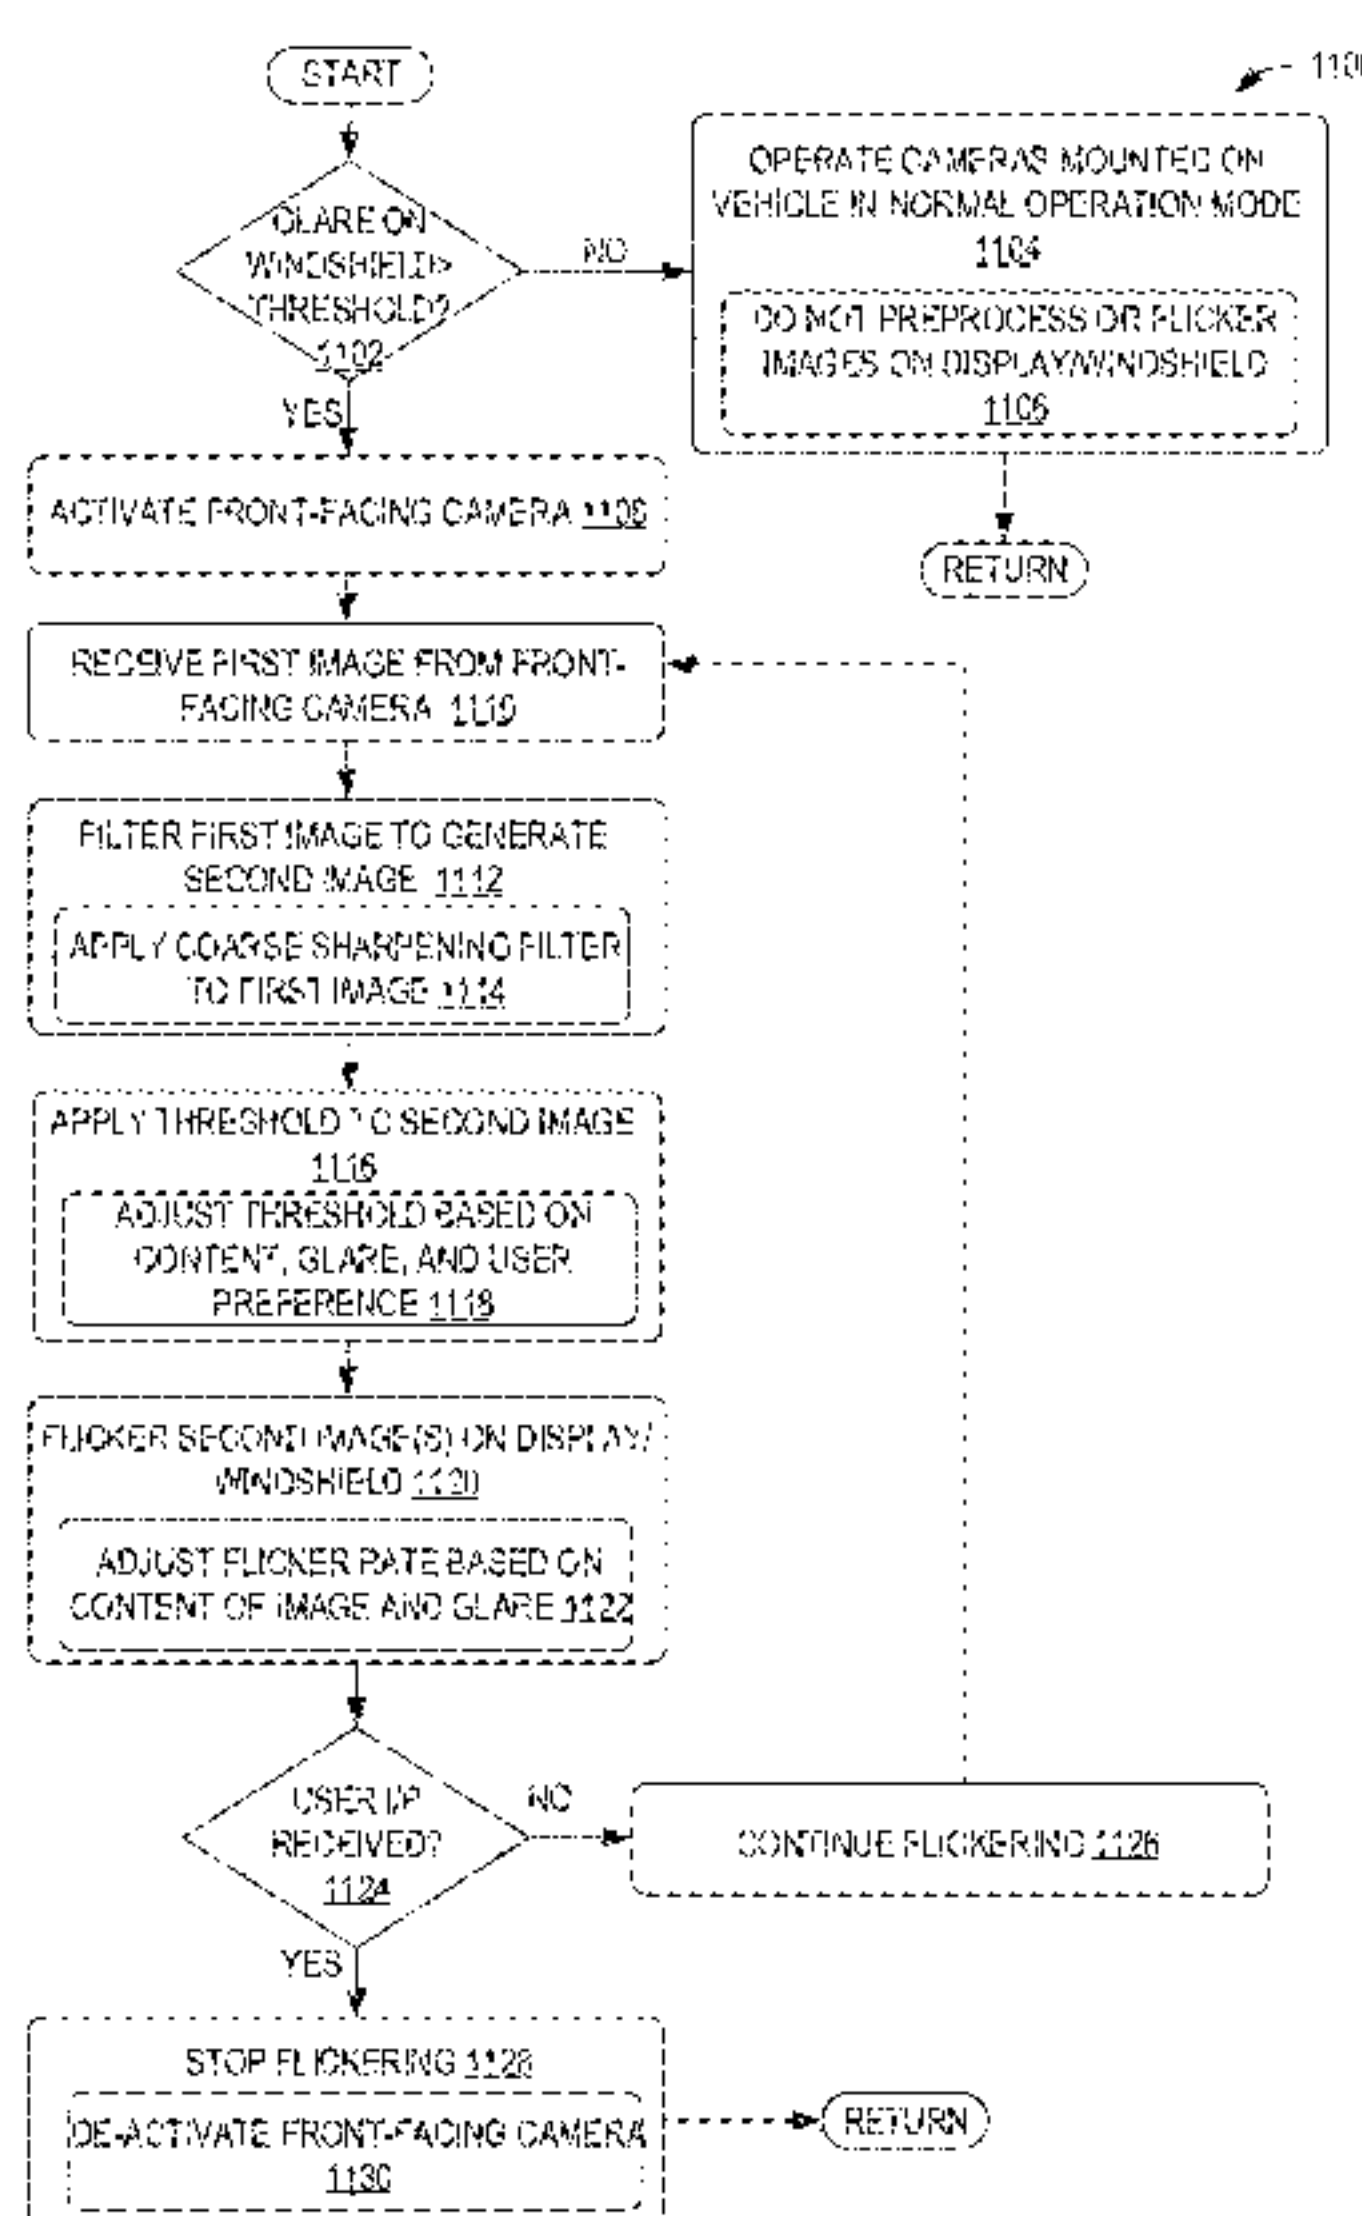 START
1100
GLARE ON
WINDSHIELD>
THRESHOLD?
1102
NO
OPERATE CAMERAS MOUNTED ON
VEHICLE IN NORMAL OPERATION MODE
1104
DO NOT PREPROCESS OR FLICKER
IMAGES ON DISPLAY/WINDSHIELD
1106
RETURN
YES
ACTIVATE FRONT-FACING CAMERA 1108
RECEIVE FIRST IMAGE FROM FRONT-
FACING CAMERA 1110
FILTER FIRST IMAGE TO GENERATE
SECOND IMAGE 1112
APPLY COARSE SHARPENING FILTER
TO FIRST IMAGE 1114
APPLY THRESHOLD TO SECOND IMAGE
1116
ADJUST THRESHOLD BASED ON
CONTENT, GLARE, AND USER
PREFERENCE 1118
FLICKER SECOND IMAGE(S) ON DISPLAY/
WINDSHIELD 1120
ADJUST FLICKER RATE BASED ON
CONTENT OF IMAGE AND GLARE 1122
USER I/P
RECEIVED?
1124
NO
CONTINUE FLICKERING 1126
YES
STOP FLICKERING 1128
DE-ACTIVATE FRONT-FACING CAMERA
1130
RETURN